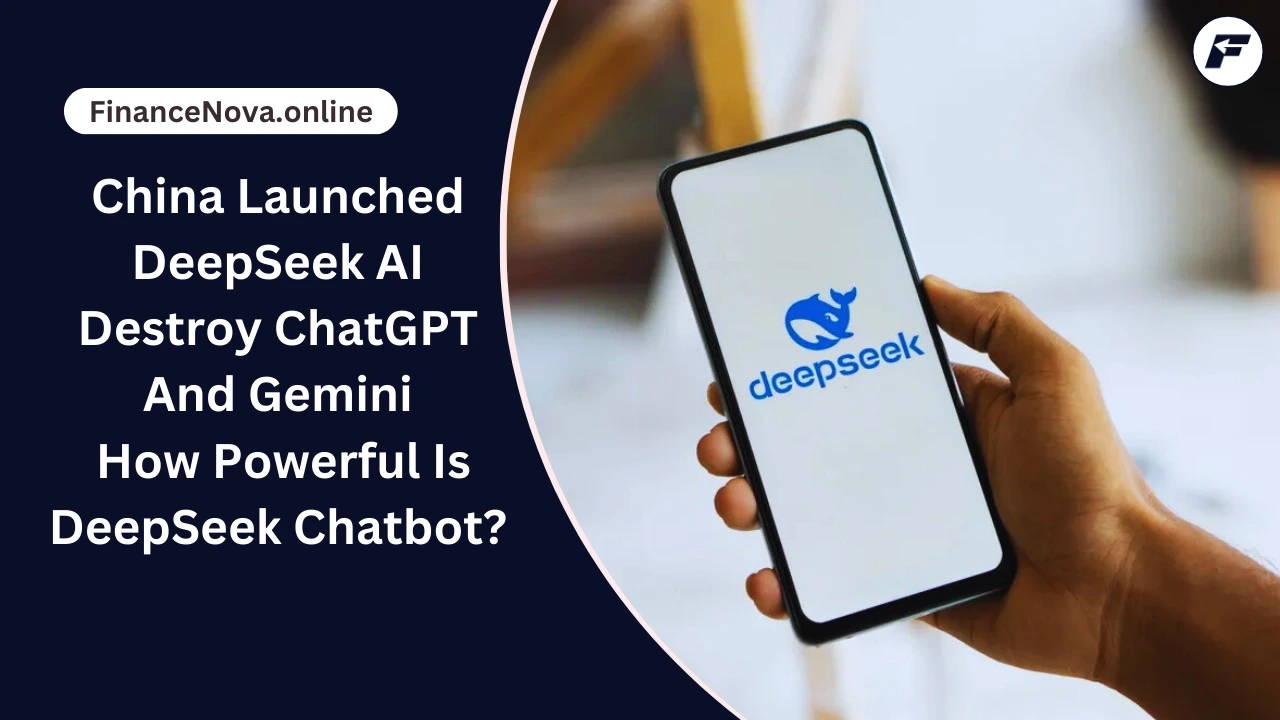 FinanceNova.online
China Launched
DeepSeek AI
Destroy ChatGPT
And Gemini
How Powerful Is
DeepSeek Chatbot?
deepseek
F